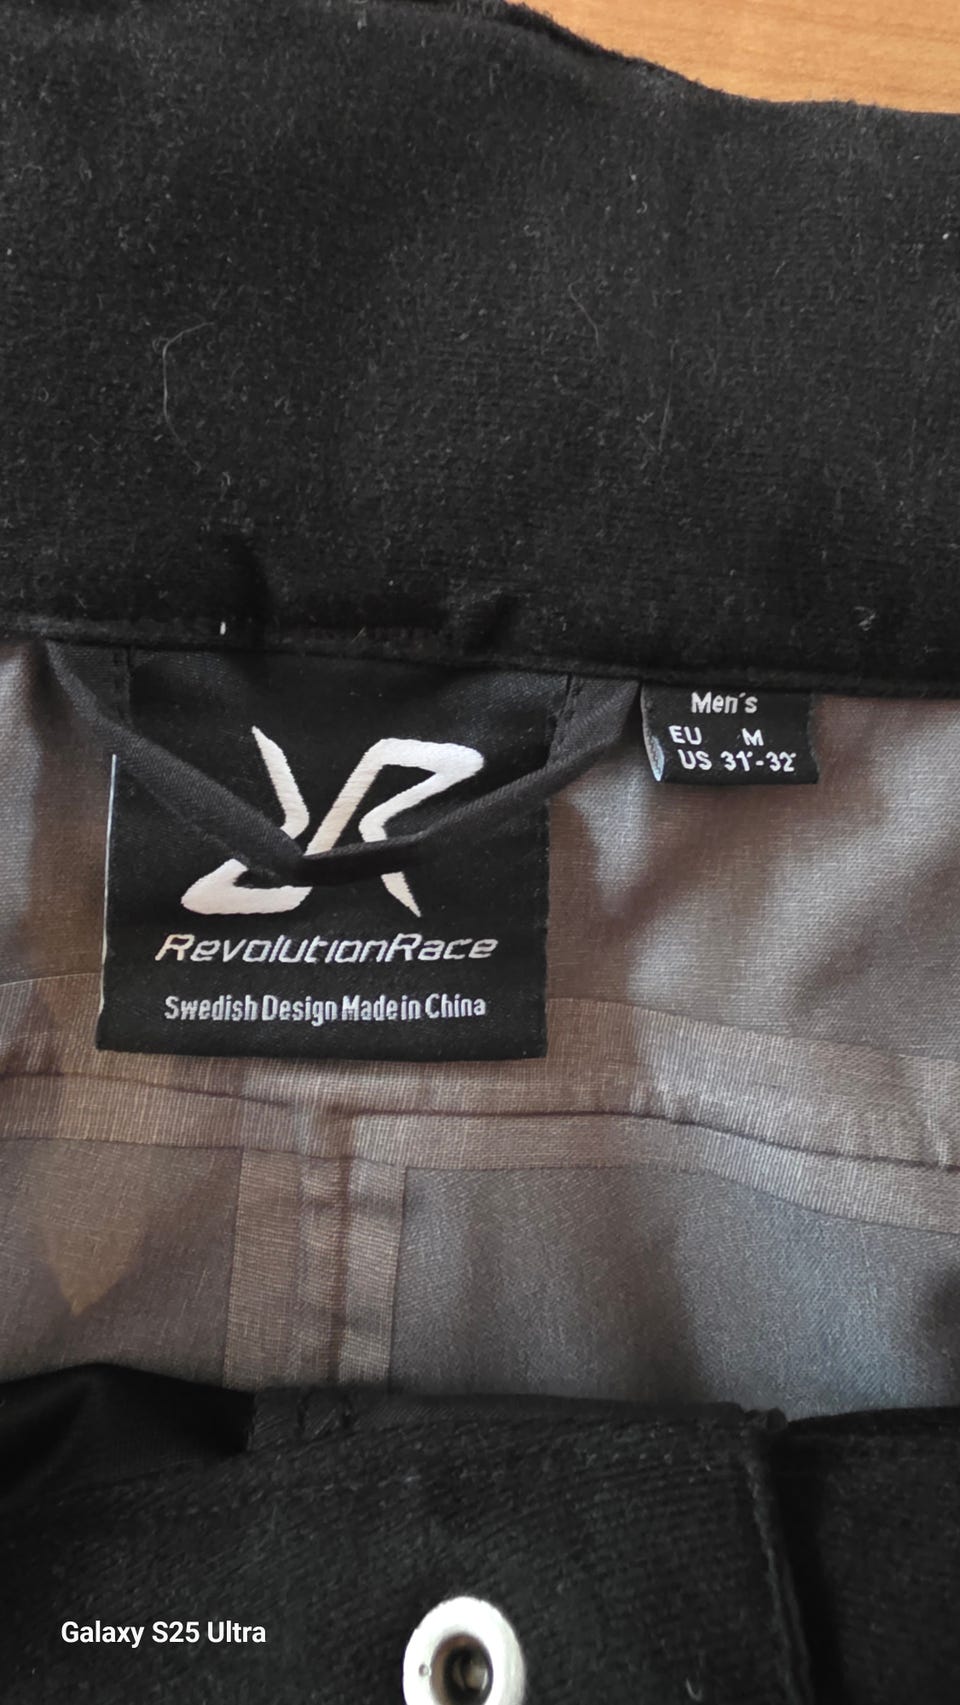 Men's
EU M
US 31"-32"
RevolutionRace
Swedish Design Made in China
Galaxy S25 Ultra